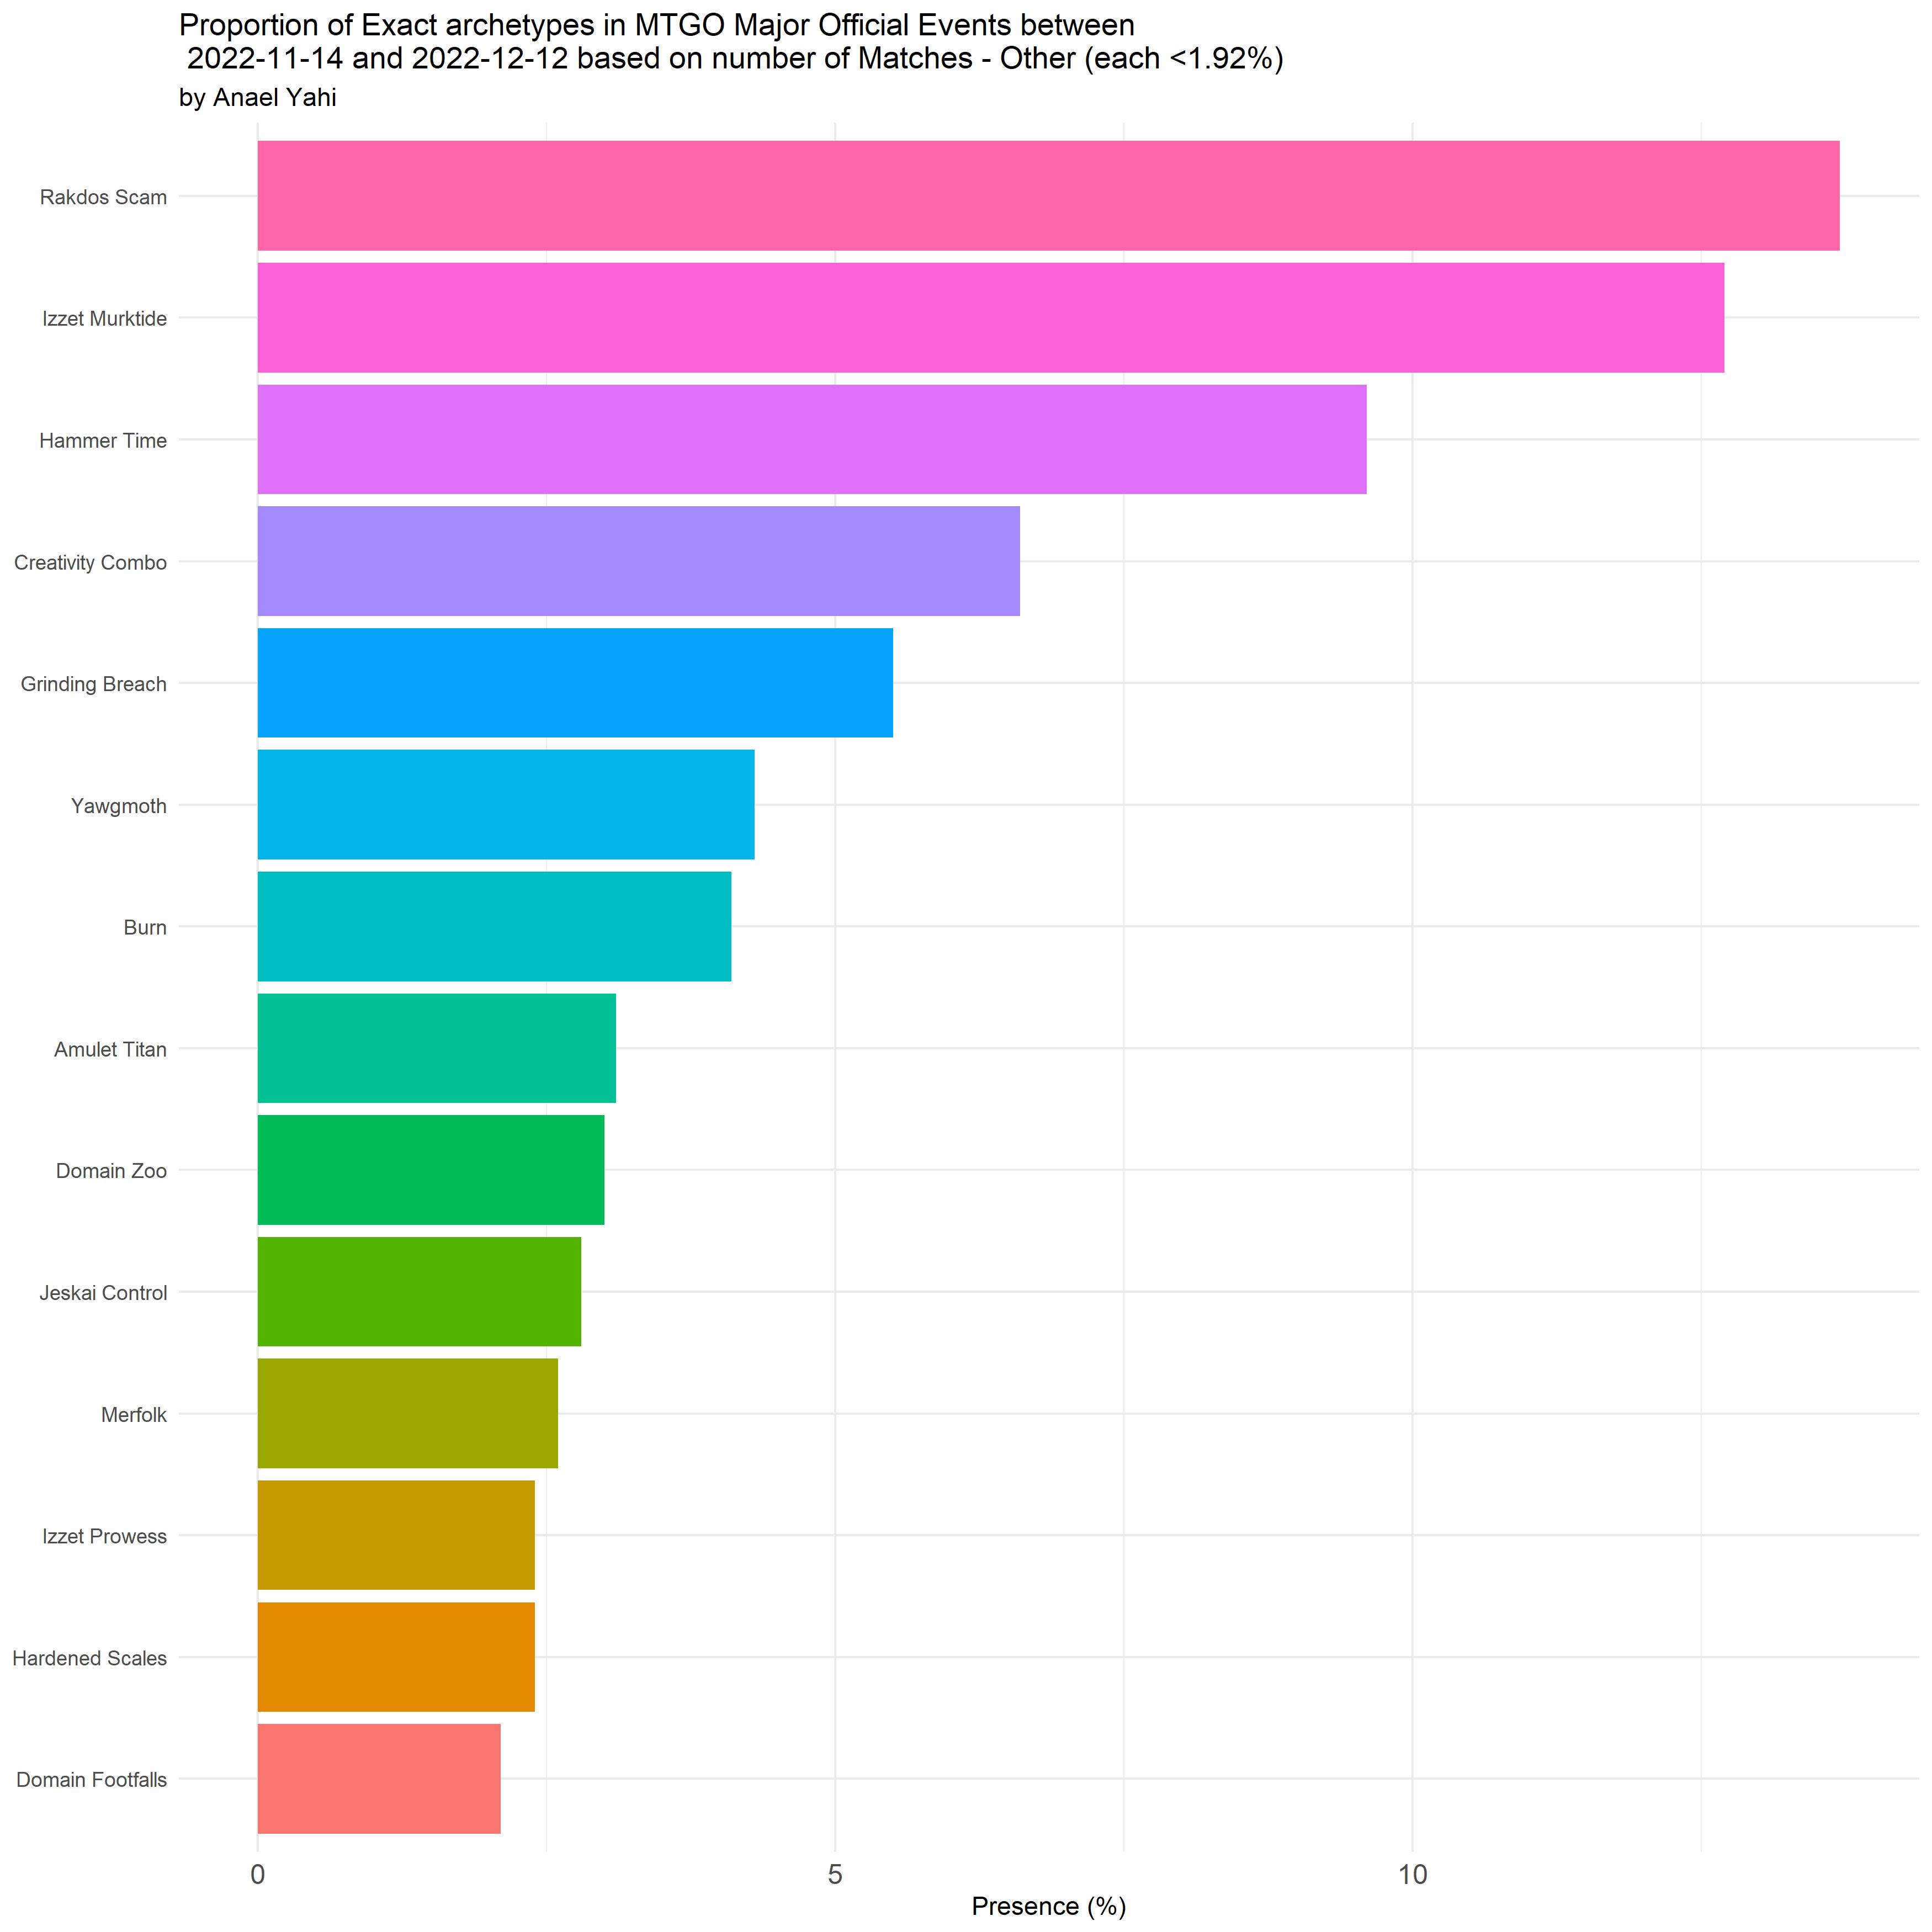 Proportion of Exact archetypes in MTGO Major Official Events between
2022-11-14 and 2022-12-12 based on number of Matches - Other (each <1.92%)
by Anael Yahi
Rakdos Scam
Izzet Murktide
Hammer Time
Creativity Combo
Grinding Breach
Yawgmoth
Burn
Amulet Titan
Domain Zoo
Jeskai Control
Merfolk
Izzet Prowess
Hardened Scales
Domain Footfalls
0 5 10
Presence (%)